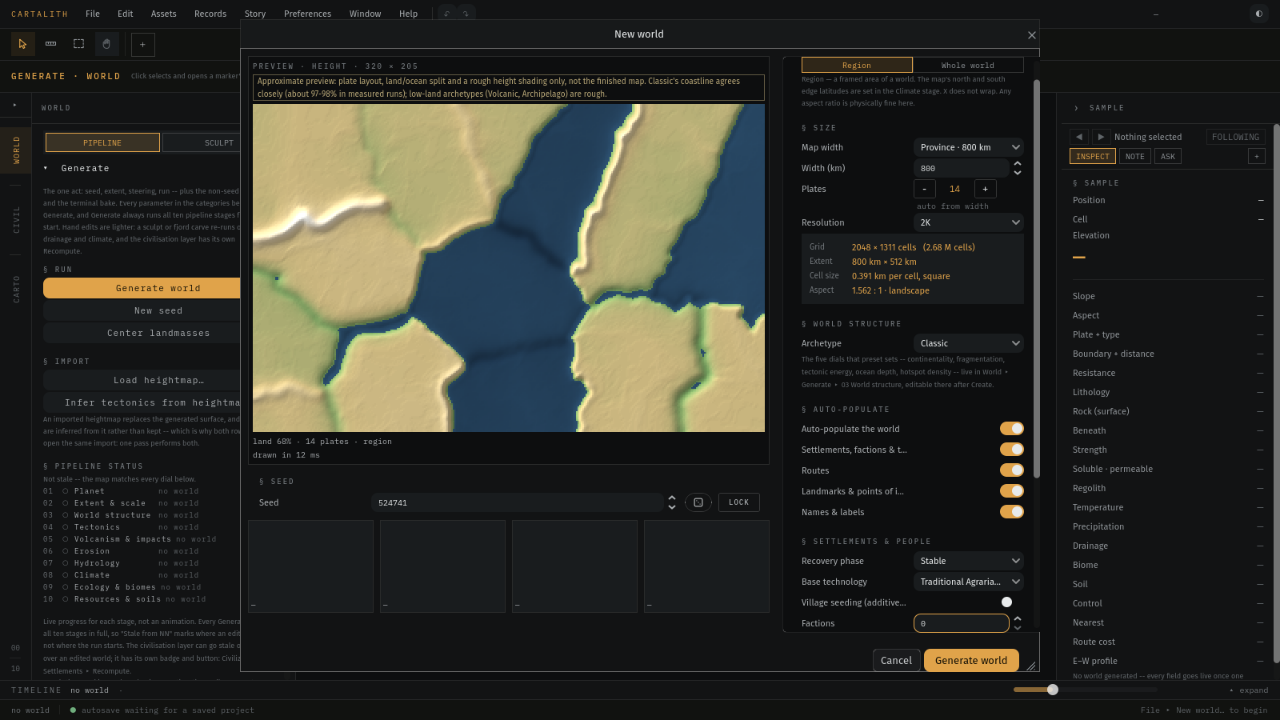 CARTALITH File Edit Assets Records Story Preferences Window Help
New world
GENERATE · WORLD Click selects and opens a marker'
PREVIEW · HEIGHT · 320 × 205
Approximate preview: plate layout, land/ocean split and a rough height shading only, not the finished map. Classic's coastline agrees
closely (about 97-98% in measured runs); low-land archetypes (Volcanic, Archipelago) are rough.
WORLD
PIPELINE SCULPT
Generate
The one act: seed, extent, steering, run — plus the non-seed
and the terminal bake. Every parameter in the categories be
Generate, and Generate always runs all ten pipeline stages f
start. Hand edits are lighter: a sculpt or fjord carve re-runs o
drainage and climate, and the civilisation layer has its own
Recompute.
§ RUN
Generate world
New seed
Center landmasses
§ IMPORT
Load heightmap…
Infer tectonics from heightma
An imported heightmap replaces the generated surface, and
are inferred from it rather than kept — which is why both row
open the same import: one pass performs both.
§ PIPELINE STATUS
Not stale — the map matches every dial below.
01 Planet no world
02 Extent & scale no world
03 World structure no world
04 Tectonics no world
05 Volcanism & impacts no world
06 Erosion no world
07 Hydrology no world
08 Climate no world
09 Ecology & biomes no world
10 Resources & soils no world
Live progress for each stage, not an animation. Every Genera
all ten stages in full, so "Stale from NN" marks where an edit
not where the run starts. The civilisation layer can go stale o
over an edited world; it has its own badge and button: Civiliz
Settlements • Recompute.
WORLD
CIVIL
CARTO
00
10
land 68% · 14 plates · region
drawn in 12 ms
§ SEED
Seed 524741 LOCK
— — — —
Region Whole world
Region — a framed area of a world. The map's north and south
edge latitudes are set in the Climate stage. It does not wrap. Any
aspect ratio is physically fine here.
§ SIZE
Map width Province · 800 km
Width (km) 800
Plates - 14 +
auto from width
Resolution 2K
Grid 2048 × 1311 cells (2.68 M cells)
Extent 800 km × 512 km
Cell size 0.391 km per cell, square
Aspect 1.562 : 1 · landscape
§ WORLD STRUCTURE
Archetype Classic
The five dials that preset sets — continentality, fragmentation,
tectonic energy, ocean depth, hotspot density — live in World •
Generate • 03 World structure, editable there after Create.
§ AUTO-POPULATE
Auto-populate the world
Settlements, factions & t…
Routes
Landmarks & points of i…
Names & labels
§ SETTLEMENTS & PEOPLE
Recovery phase Stable
Base technology Traditional Agraria…
Village seeding (additive…
Factions 0
Cancel Generate world
SAMPLE
Nothing selected FOLLOWING
INSPECT NOTE ASK +
§ SAMPLE
Position —
Cell —
Elevation
—
Slope —
Aspect —
Plate + type —
Boundary + distance —
Resistance —
Lithology —
Rock (surface) —
Beneath —
Strength —
Soluble · permeable —
Regolith —
Temperature —
Precipitation —
Drainage —
Biome —
Soil —
Control —
Nearest —
Route cost —
E–W profile —
No world generated — every field goes live once one
TIMELINE no world · • expand
no world autosave waiting for a saved project File • New world… to begin